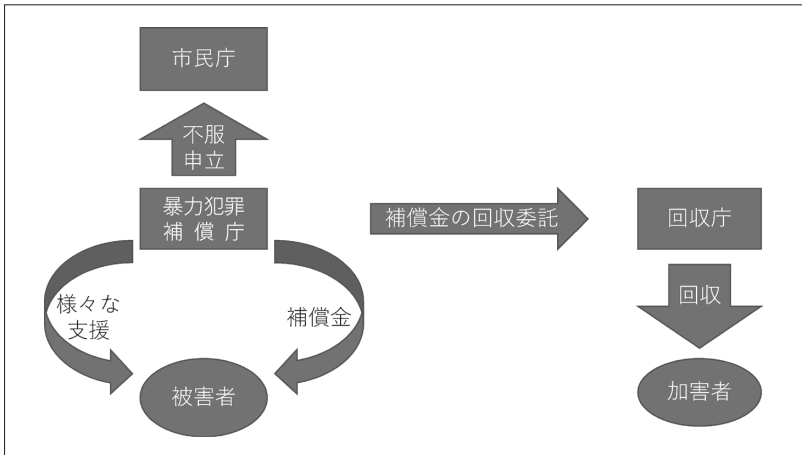 市民庁
不服
申立
暴力犯罪
補償庁
補償金の回収委託
回収庁
様々な
支援
補償金
回収
被害者
加害者